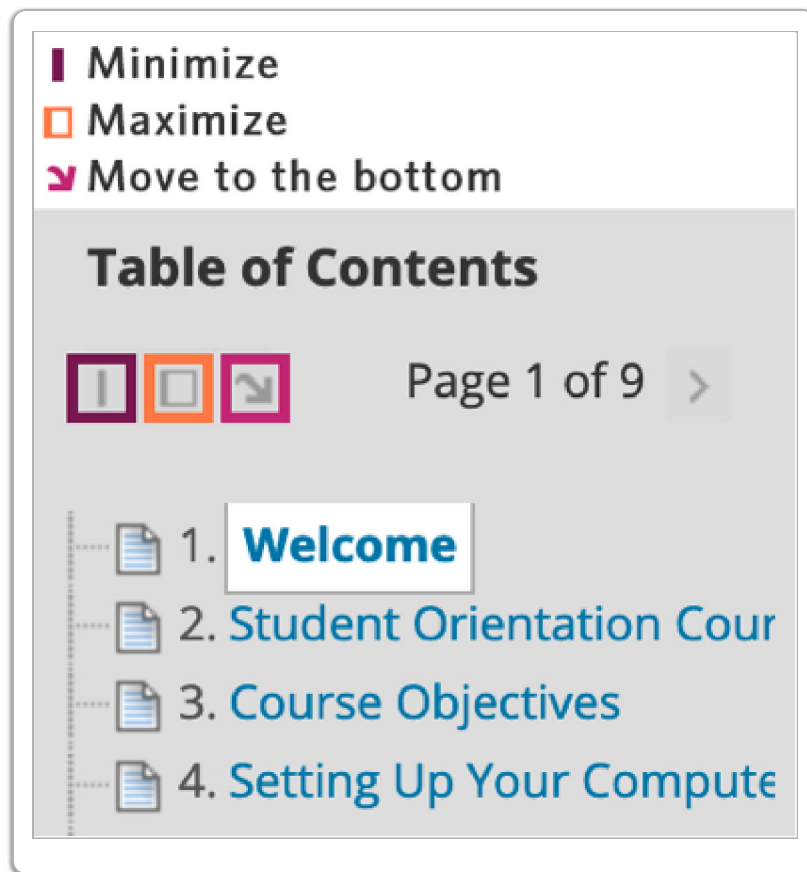 Minimize
Maximize
Move to the bottom
Table of Contents
Page 1 of 9 >
1. Welcome
2. Student Orientation Cour
3. Course Objectives
4. Setting Up Your Compute